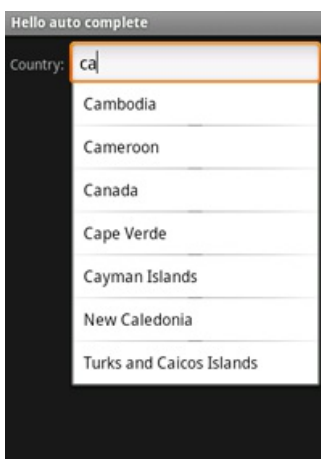 Hello auto complete
Country: ca
Cambodia
Cameroon
Canada
Cape Verde
Cayman Islands
New Caledonia
Turks and Caicos Islands